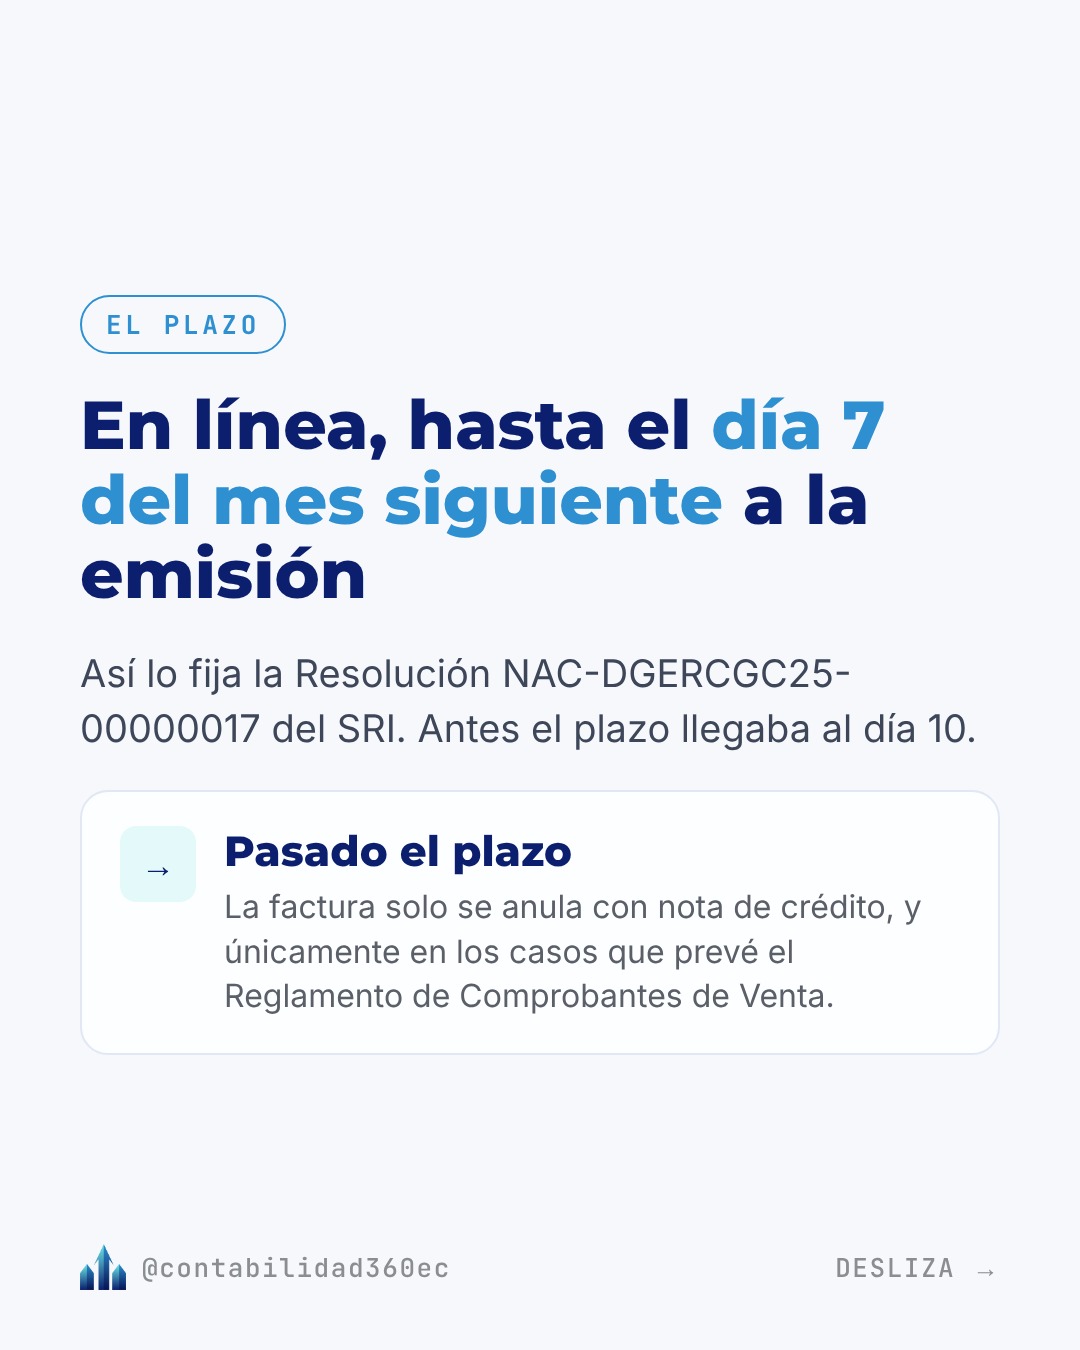 EL PLAZO
En línea, hasta el día 7
del mes siguiente a la
emisión
Así lo fija la Resolución NAC-DGERCGC25-
00000017 del SRI. Antes el plazo llegaba al día 10.
→ Pasado el plazo
La factura solo se anula con nota de crédito, y
únicamente en los casos que prevé el
Reglamento de Comprobantes de Venta.
@contabilidad360ec
DESLIZA →